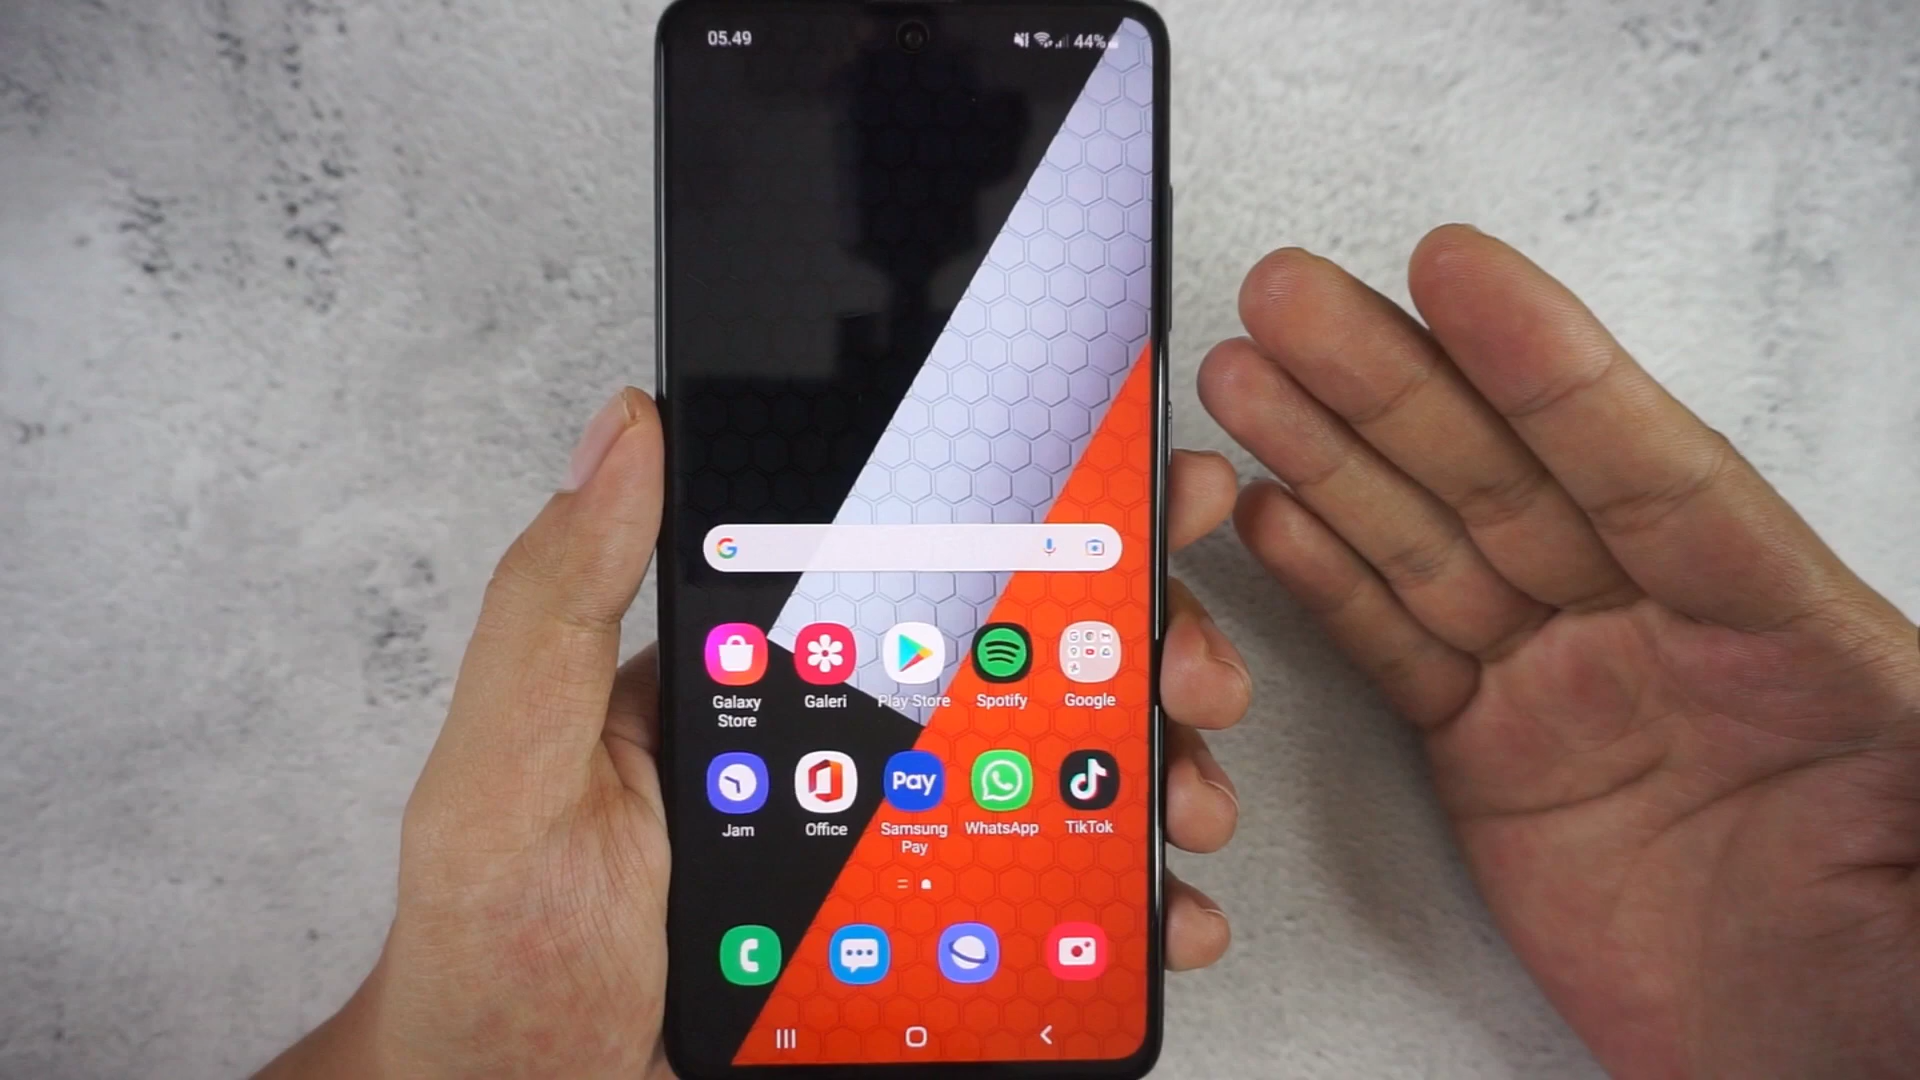 05.49
44%
Galaxy Store
Galeri
Play Store
Spotify
Google
Jam
Office
Pay
Samsung Pay
WhatsApp
TikTok